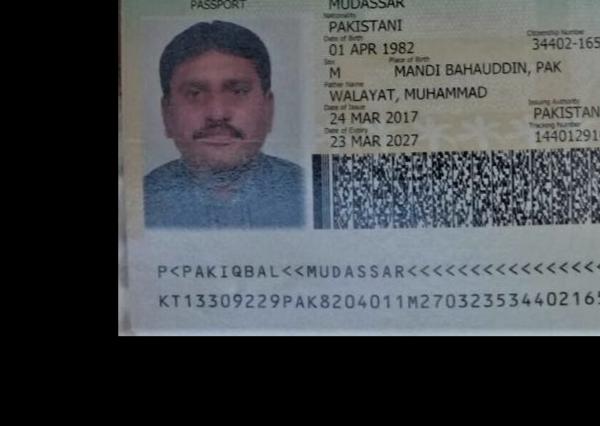 PASSPORT
MUDASSAR
Nationality
PAKISTANI
Date of Birth
Citizenship Number
01 APR 1982
34402-165
Sex
Place of Birth
M
MANDI BAHAUDDIN, PAK
Father Name
WALAYAT, MUHAMMAD
Date of Issue
Issuing Authority
24 MAR 2017
PAKISTAN
Date of Expiry
Tracking Number
23 MAR 2027
1440129
P<PAKIQBAL<<MUDASSAR<<<<<<<<<<<<<<<<<
KT13309229PAK8204011M270323534402165